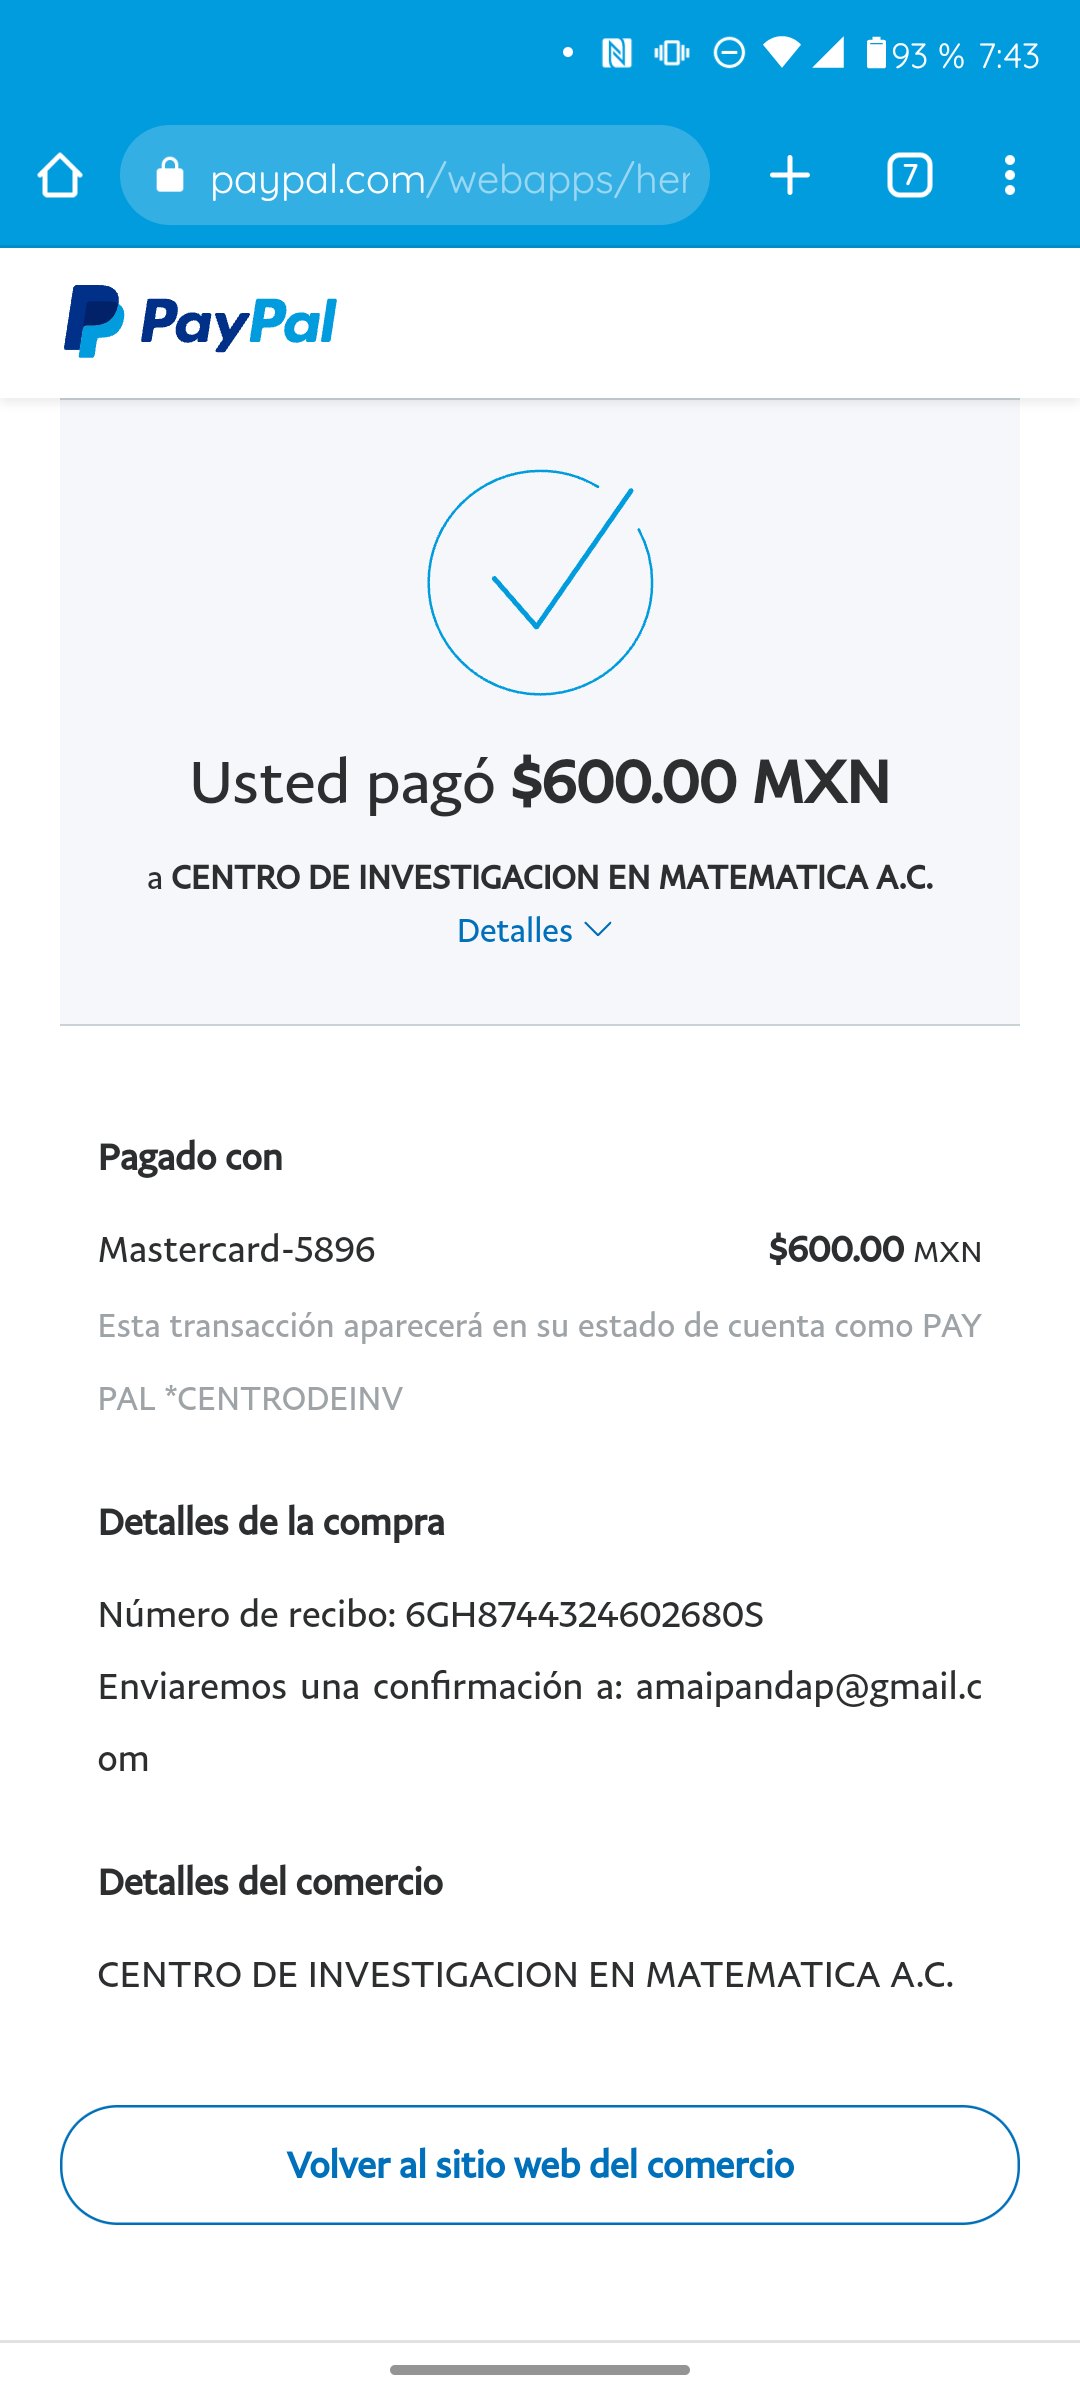 93 % 7:43
paypal.com/webapps/her
7
PayPal
Usted pagó $600.00 MXN
a CENTRO DE INVESTIGACION EN MATEMATICA A.C.
Detalles
Pagado con
Mastercard-5896 $600.00 MXN
Esta transacción aparecerá en su estado de cuenta como PAY
PAL *CENTRODEINV
Detalles de la compra
Número de recibo: 6GH8744324602680S
Enviaremos una confirmación a: amaipandap@gmail.c
om
Detalles del comercio
CENTRO DE INVESTIGACION EN MATEMATICA A.C.
Volver al sitio web del comercio